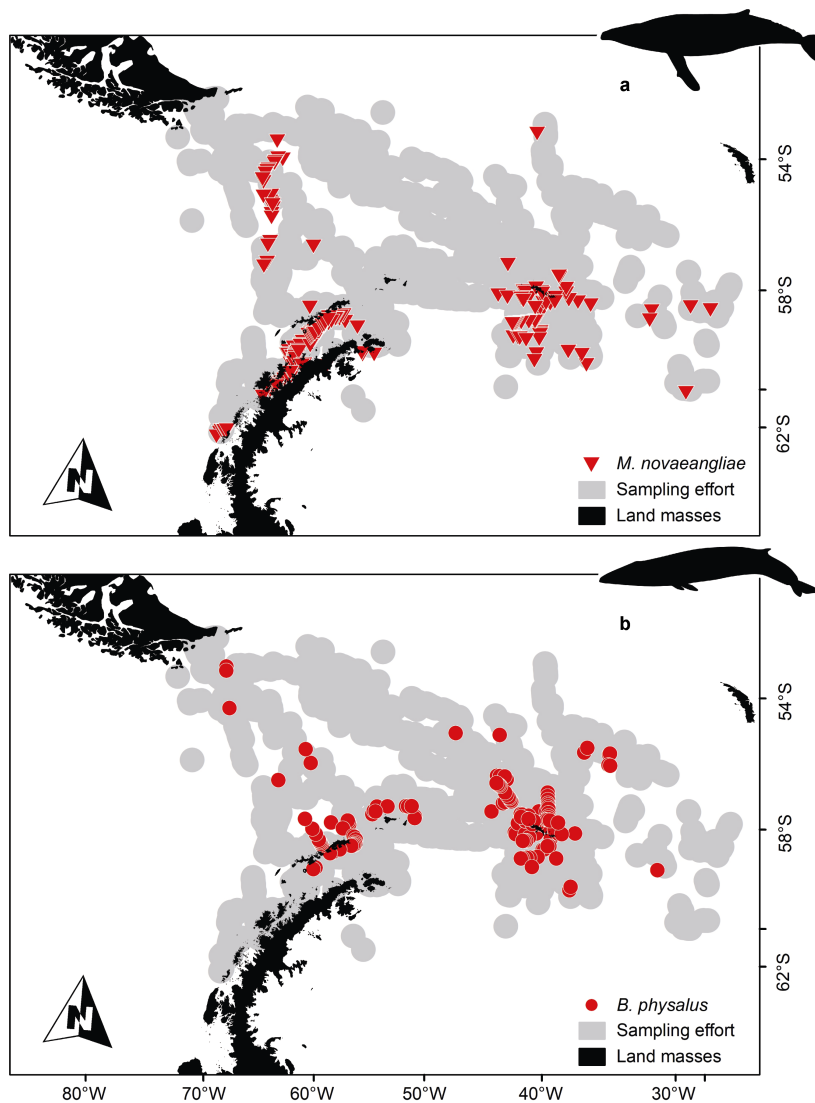 a
54°S
58°S
62°S
N
M. novaeangliae
Sampling effort
Land masses
b
54°S
58°S
62°S
N
B. physalus
Sampling effort
Land masses
80°W 70°W 60°W 50°W 40°W 30°W